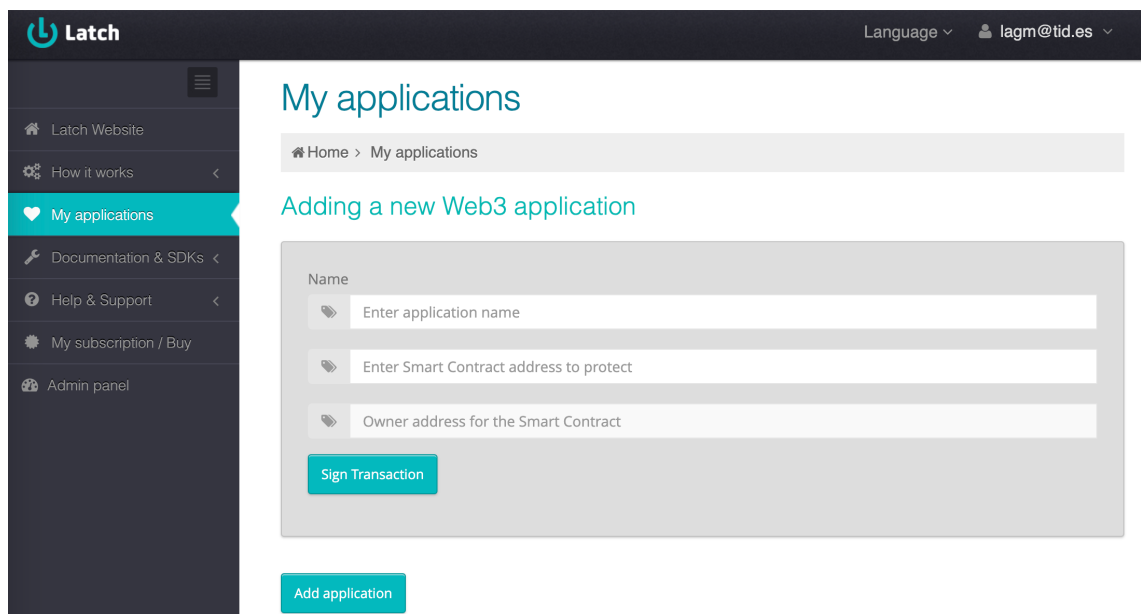 Latch
Language
lagm@tid.es
Latch Website
How it works
My applications
Documentation & SDKs
Help & Support
My subscription / Buy
Admin panel
My applications
Home > My applications
Adding a new Web3 application
Name
Enter application name
Enter Smart Contract address to protect
Owner address for the Smart Contract
Sign Transaction
Add application